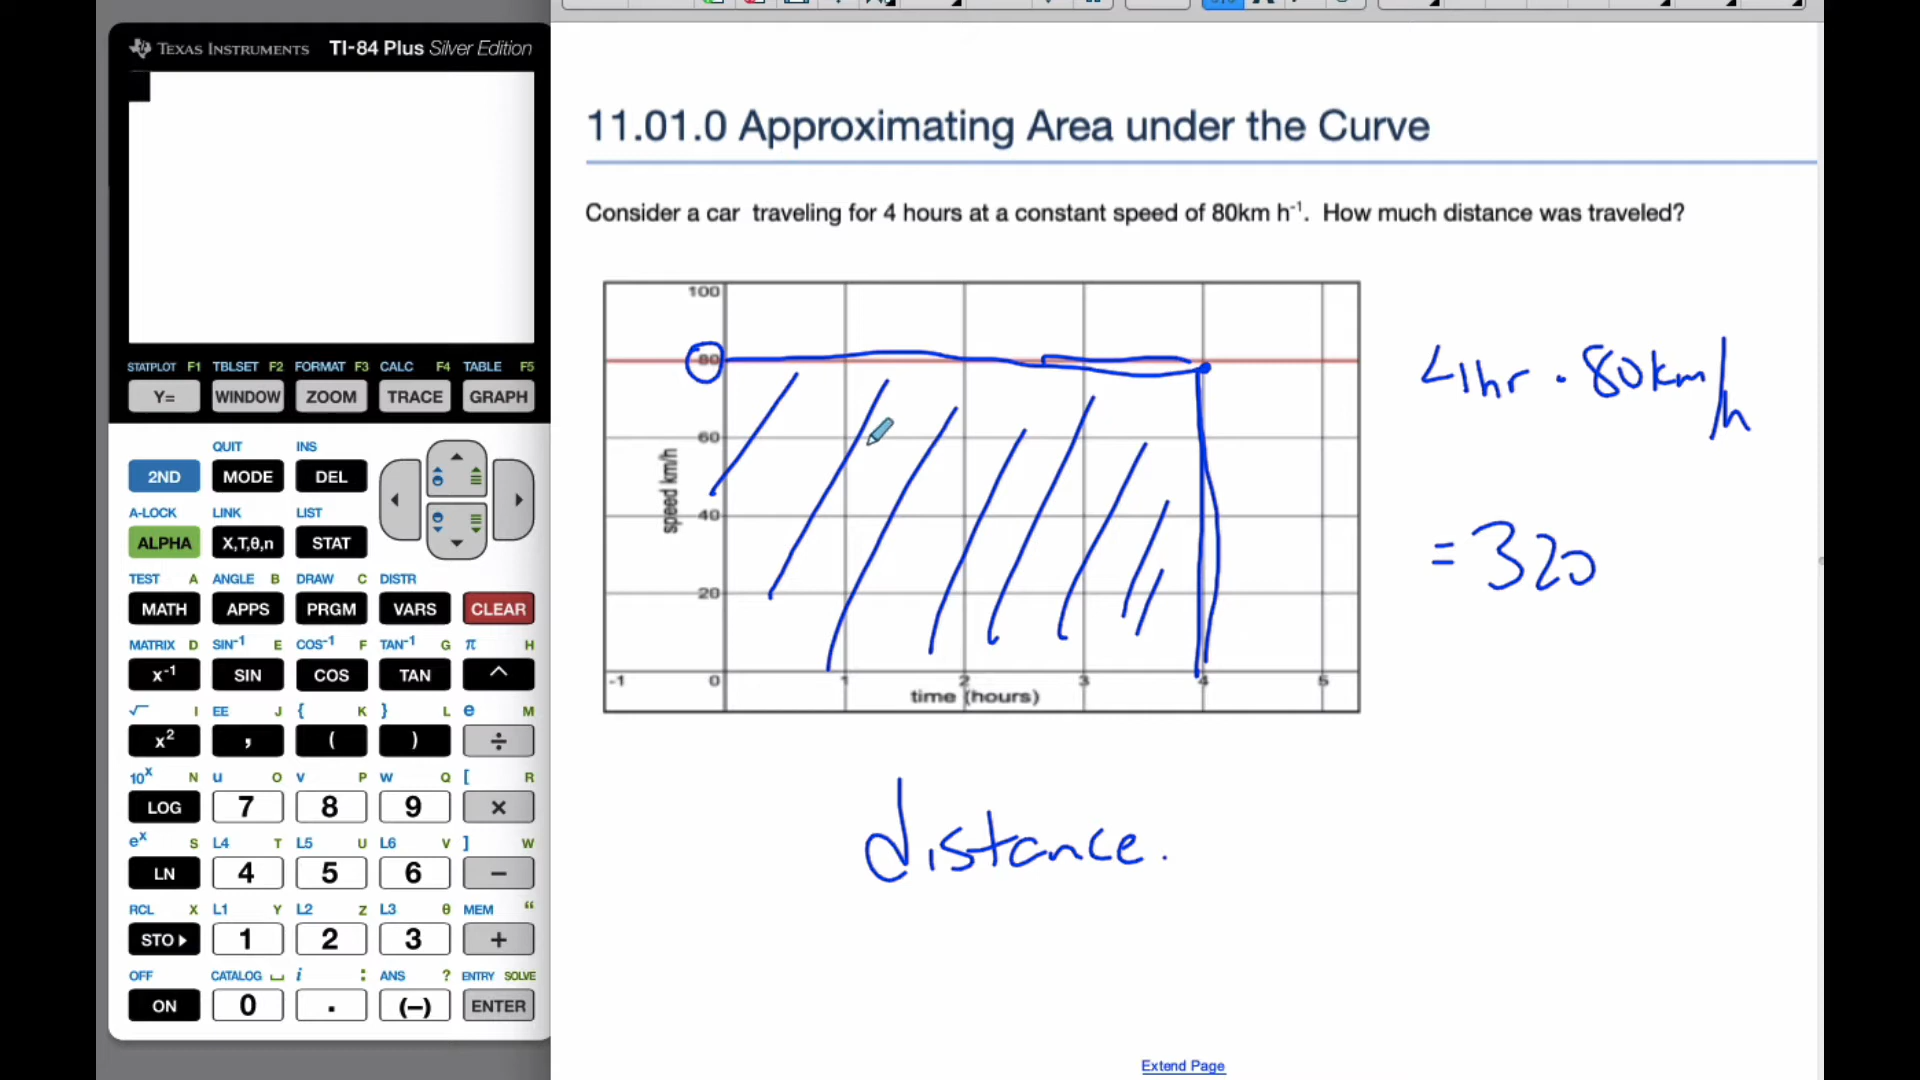 TEXAS INSTRUMENTS TI-84 Plus Silver Edition
STATPLOT F1 TBLSET F2 FORMAT F3 CALC F4 TABLE F5
Y= WINDOW ZOOM TRACE GRAPH
QUIT INS
2ND MODE DEL
A-LOCK LINK LIST
ALPHA X,T,θ,n STAT
TEST A ANGLE B DRAW C DISTR
MATH APPS PRGM VARS CLEAR
MATRIX D SIN⁻¹ E COS⁻¹ F TAN⁻¹ G π H
x⁻¹ SIN COS TAN ^
√ I EE J { K } L e M
x² , ( ) ÷
10ˣ N u O v P w Q [ R
LOG 7 8 9 ×
eˣ S L4 T L5 U L6 V ] W
LN 4 5 6 −
RCL X L1 Y L2 Z L3 θ MEM “
STO▶ 1 2 3 +
OFF CATALOG ⎵ i : ANS ? ENTRY SOLVE
ON 0 . (−) ENTER
11.01.0 Approximating Area under the Curve
Consider a car traveling for 4 hours at a constant speed of 80km h⁻¹. How much distance was traveled?
100
80
60
40
20
speed km/h
-1 0 1 2 3 4 5
time (hours)
4hr · 80km/h
= 320
distance.
Extend Page